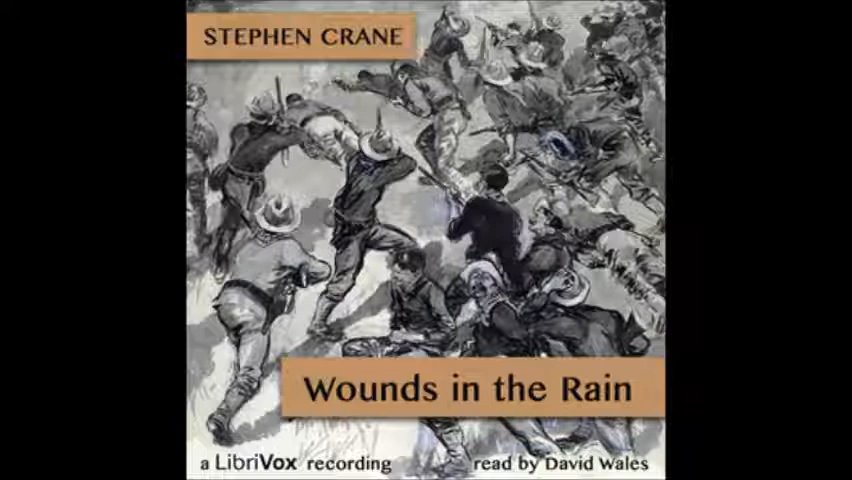 STEPHEN CRANE
Wounds in the Rain
a LibriVox recording
read by David Wales